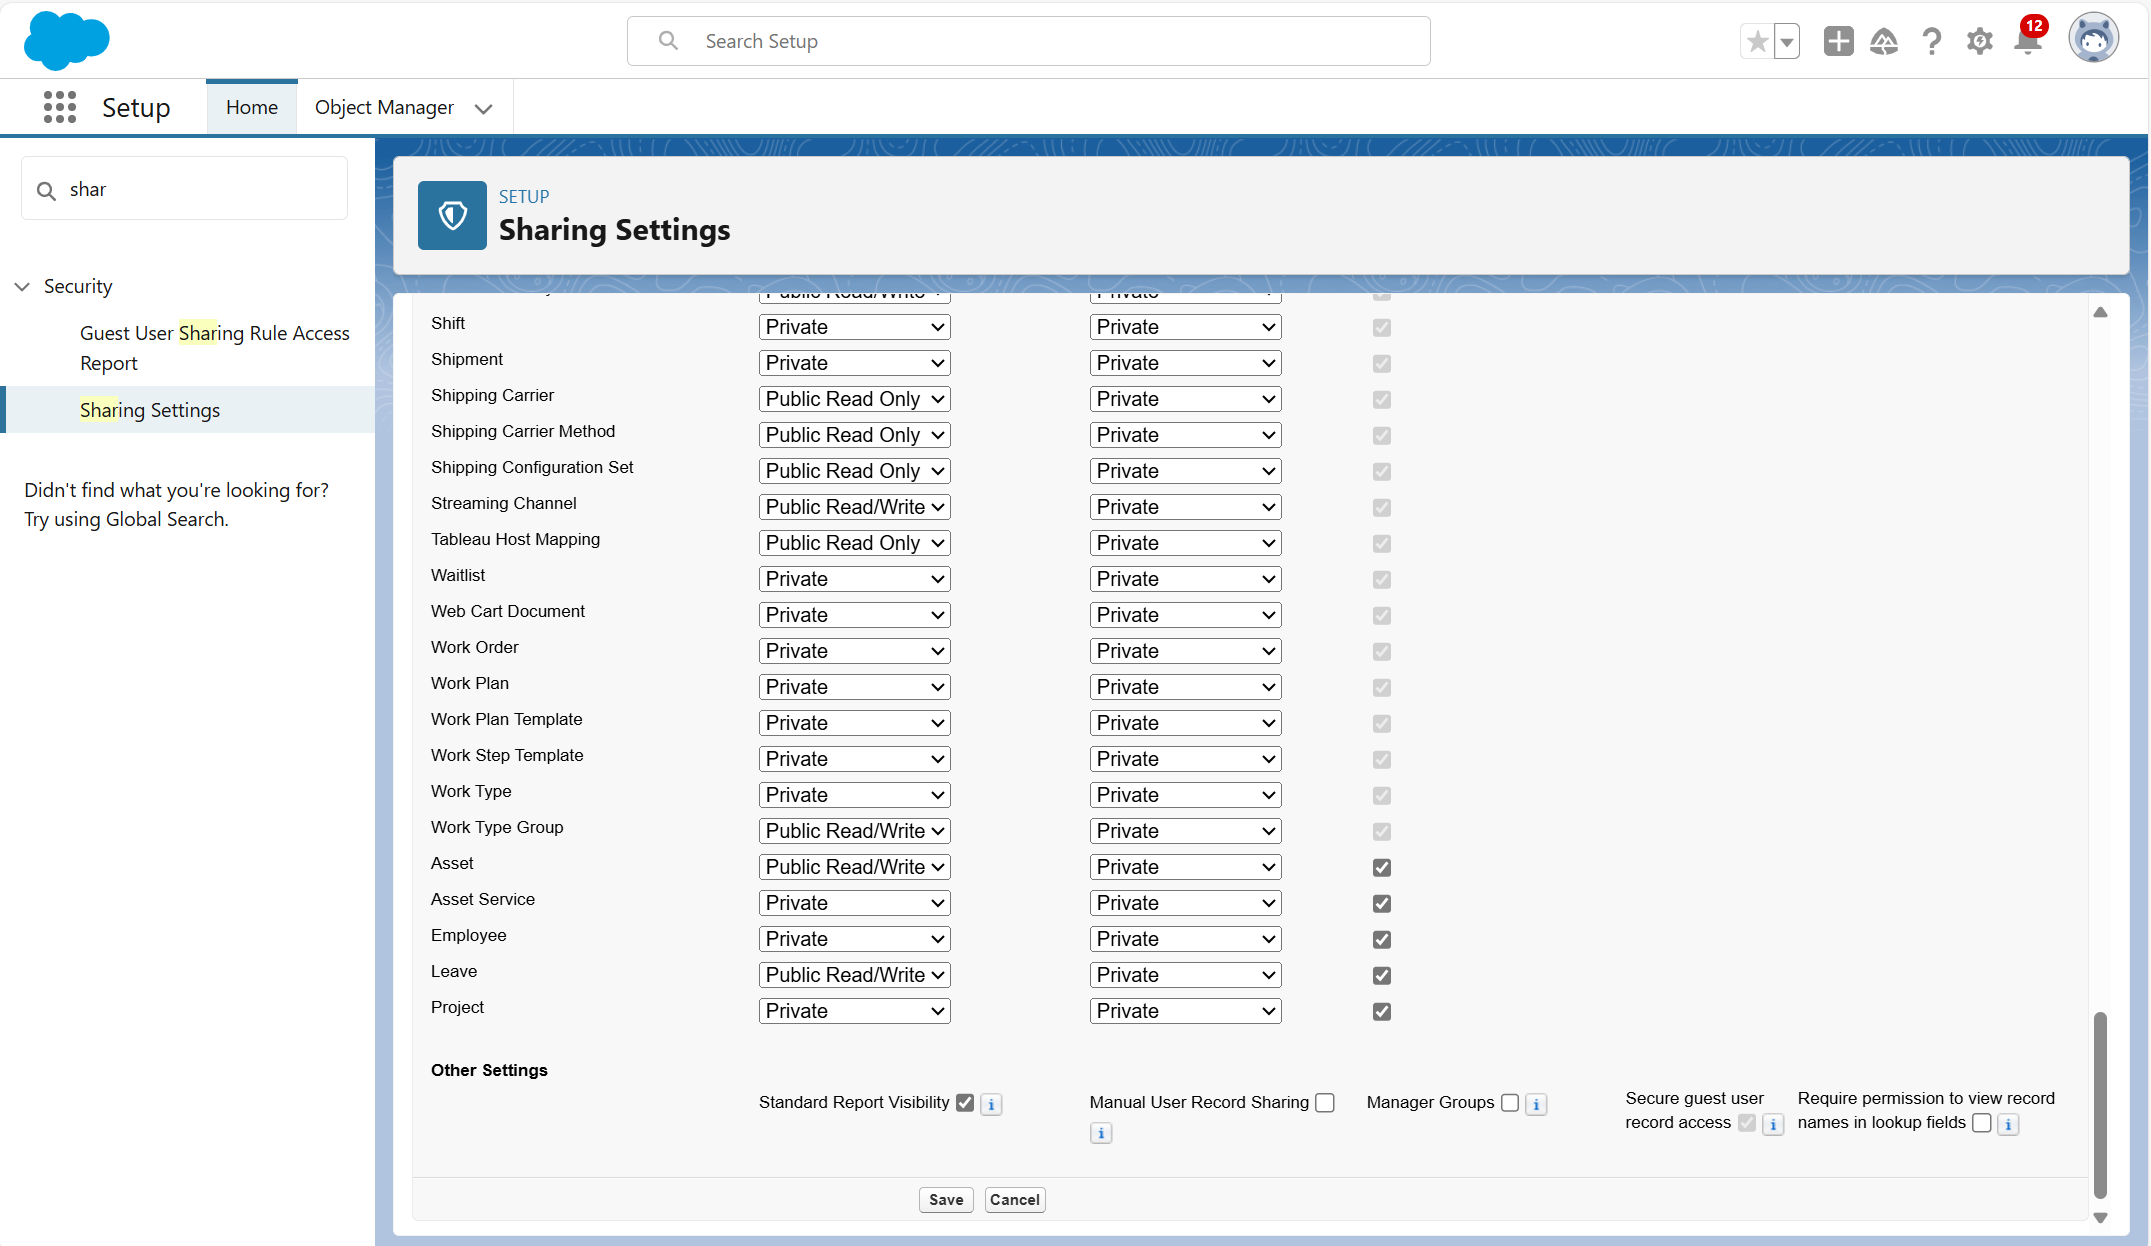 Search Setup
12
Setup
Home
Object Manager
shar
Security
Guest User Sharing Rule Access
Report
Sharing Settings
Didn't find what you're looking for?
Try using Global Search.
SETUP
Sharing Settings
Public Read/Write Private
Shift Private Private
Shipment Private Private
Shipping Carrier Public Read Only Private
Shipping Carrier Method Public Read Only Private
Shipping Configuration Set Public Read Only Private
Streaming Channel Public Read/Write Private
Tableau Host Mapping Public Read Only Private
Waitlist Private Private
Web Cart Document Private Private
Work Order Private Private
Work Plan Private Private
Work Plan Template Private Private
Work Step Template Private Private
Work Type Private Private
Work Type Group Public Read/Write Private
Asset Public Read/Write Private
Asset Service Private Private
Employee Private Private
Leave Public Read/Write Private
Project Private Private
Other Settings
Standard Report Visibility
Manual User Record Sharing
Manager Groups
Secure guest user
record access
Require permission to view record
names in lookup fields
Save Cancel